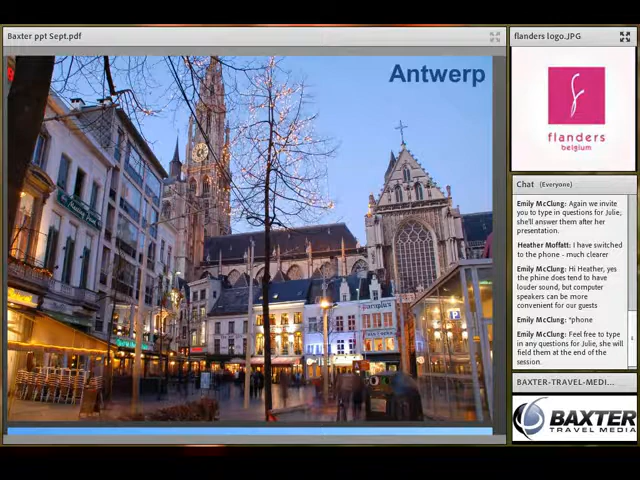 Baxter ppt Sept.pdf
Antwerp
P
flanders logo.JPG
flanders
belgium
Chat (Everyone)
Emily McClung: Again we invite
you to type in questions for Julie,
she'll answer them after her
presentation.
Heather Moffatt: I have switched
to the phone - much clearer
Emily McClung: Hi Heather, yes
the phine does tend to have
louder sound, but computer
speakers can be more
convenient for our guests
Emily McClung: *phone
Emily McClung: Feel free to type
in any questions for Julie, she will
field them at the end of the
session.
BAXTER-TRAVEL-MEDI...
BAXTER
TRAVEL MEDIA